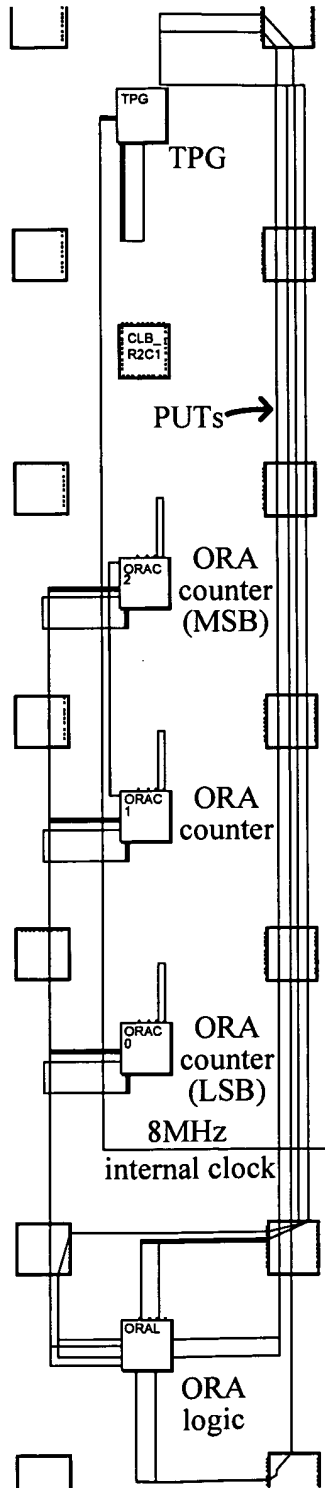 TPG
TPG
CLB_
R2C1
PUTs
ORAC
2
ORA
counter
(MSB)
ORAC
1
ORA
counter
ORAC
0
ORA
counter
(LSB)
8MHz
internal clock
ORAL
ORA
logic